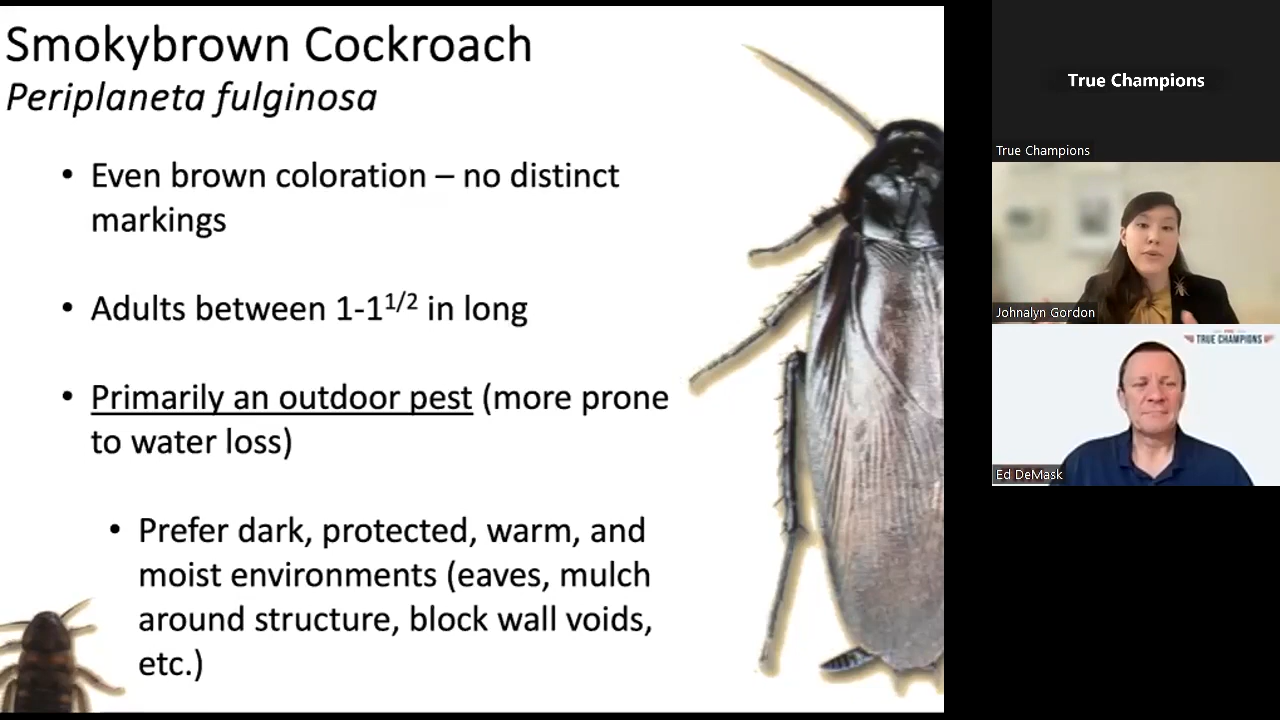 Smokybrown Cockroach
Periplaneta fulginosa
• Even brown coloration – no distinct
markings
• Adults between 1-1^1/2 in long
• Primarily an outdoor pest (more prone
to water loss)
• Prefer dark, protected, warm, and
moist environments (eaves, mulch
around structure, block wall voids,
etc.)
True Champions
True Champions
Johnalyn Gordon
TRUE CHAMPIONS
Ed DeMask